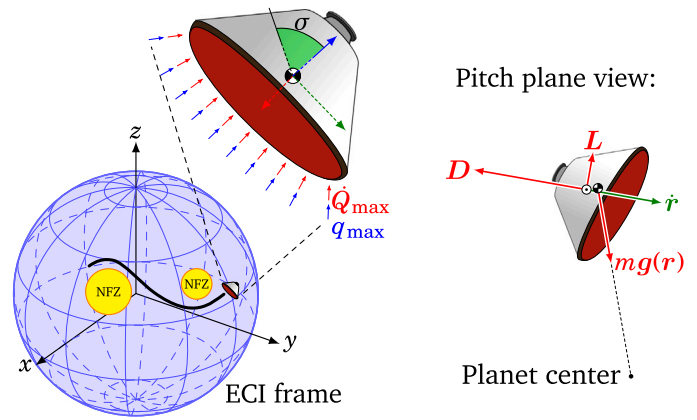 σ
Pitch plane view:
z
L
D
ṙ
Q̇max
qmax
NFZ
NFZ
mg(r)
y
x
ECI frame
Planet center